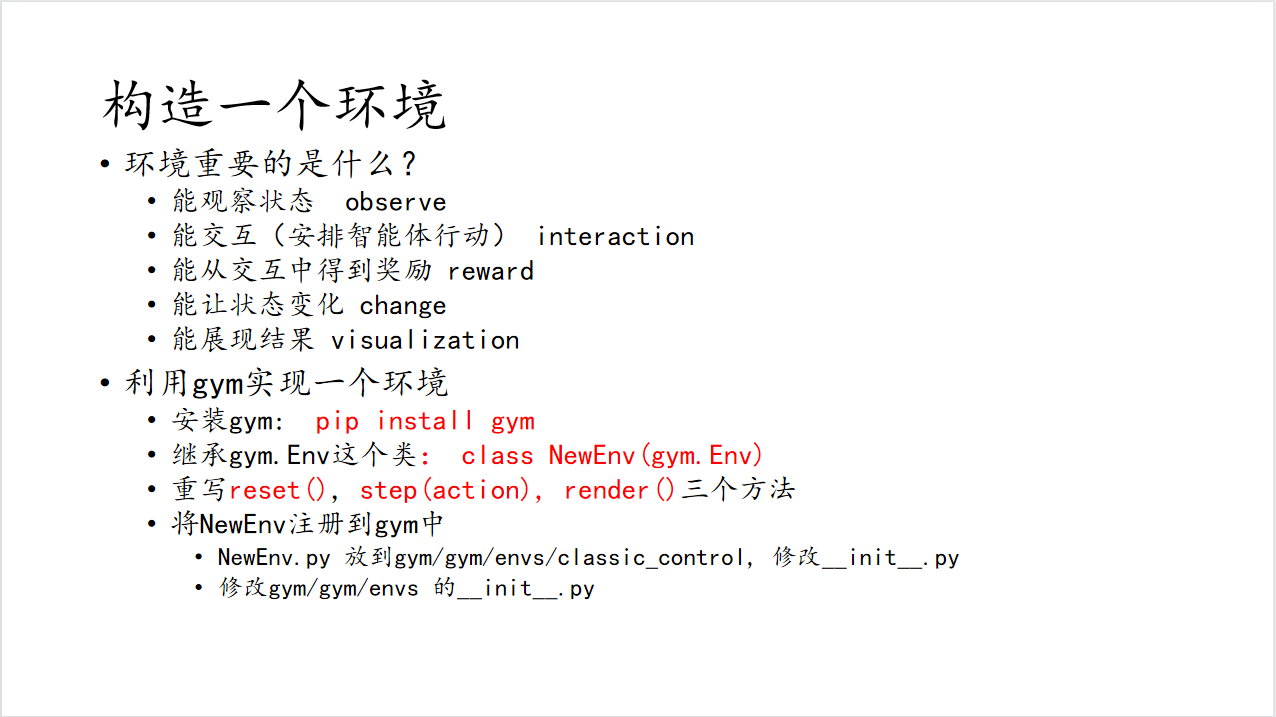 构造一个环境
• 环境重要的是什么?
• 能观察状态 observe
• 能交互（安排智能体行动） interaction
• 能从交互中得到奖励 reward
• 能让状态变化 change
• 能展现结果 visualization
• 利用gym实现一个环境
• 安装gym: pip install gym
• 继承gym.Env这个类: class NewEnv(gym.Env)
• 重写reset(), step(action), render()三个方法
• 将NewEnv注册到gym中
• NewEnv.py 放到gym/gym/envs/classic_control, 修改__init__.py
• 修改gym/gym/envs 的__init__.py